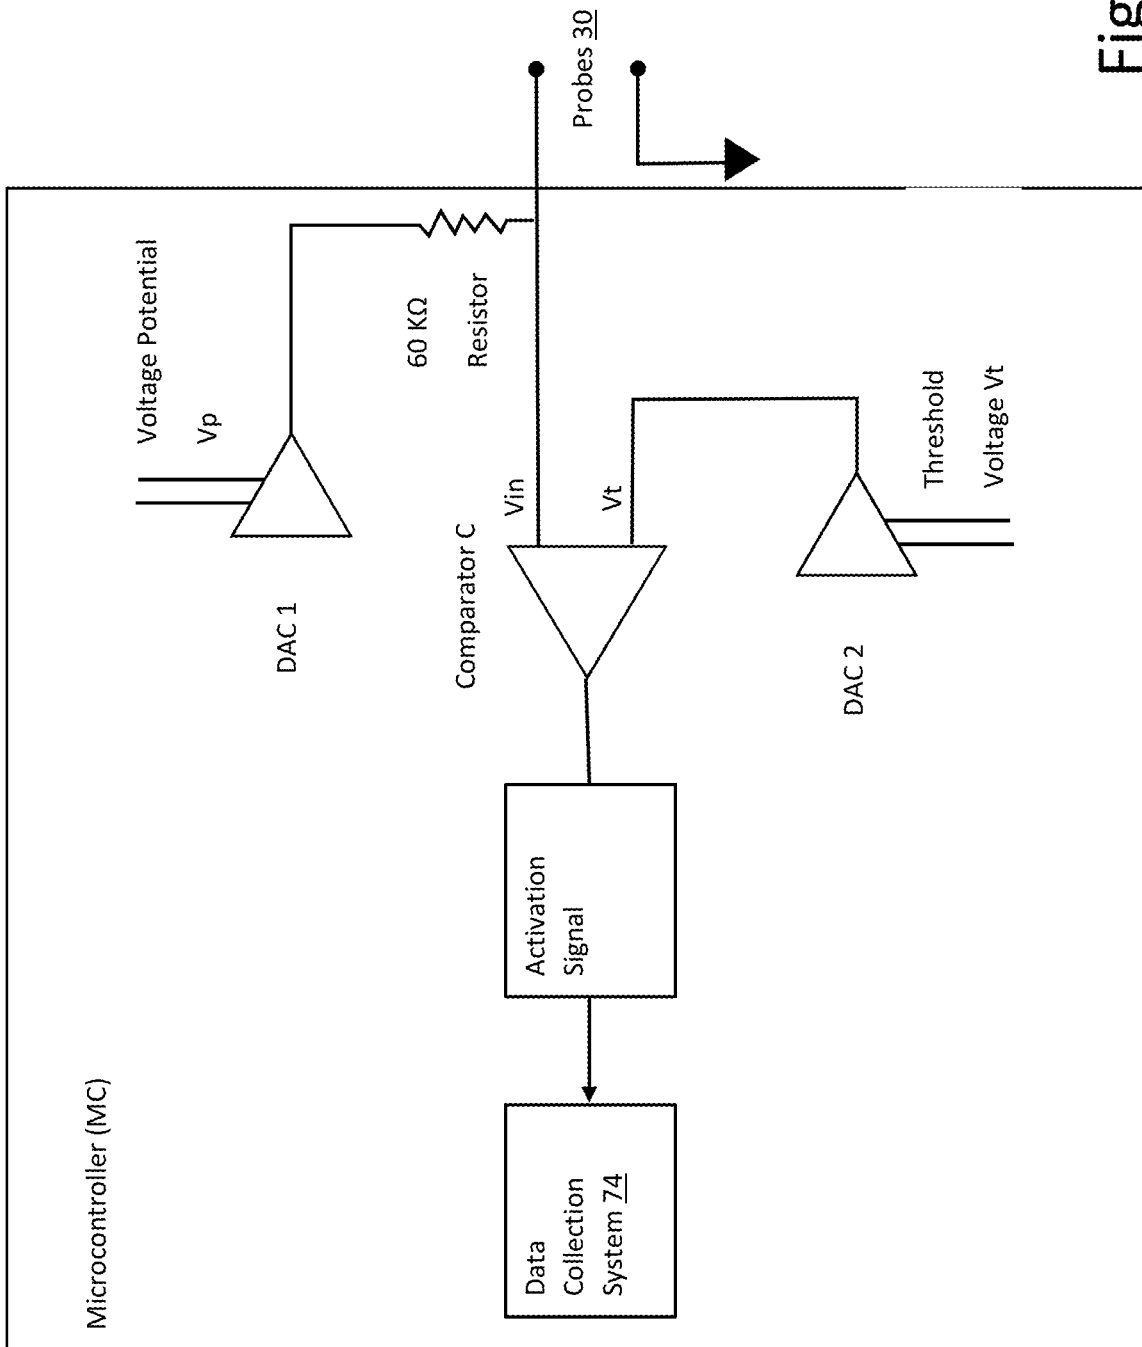 Microcontroller (MC)
Voltage Potential
Vp
DAC 1
60 KΩ
Resistor
Probes 30
Comparator C
Vin
Vt
Activation
Signal
Data
Collection
System 74
DAC 2
Threshold
Voltage Vt
Fig